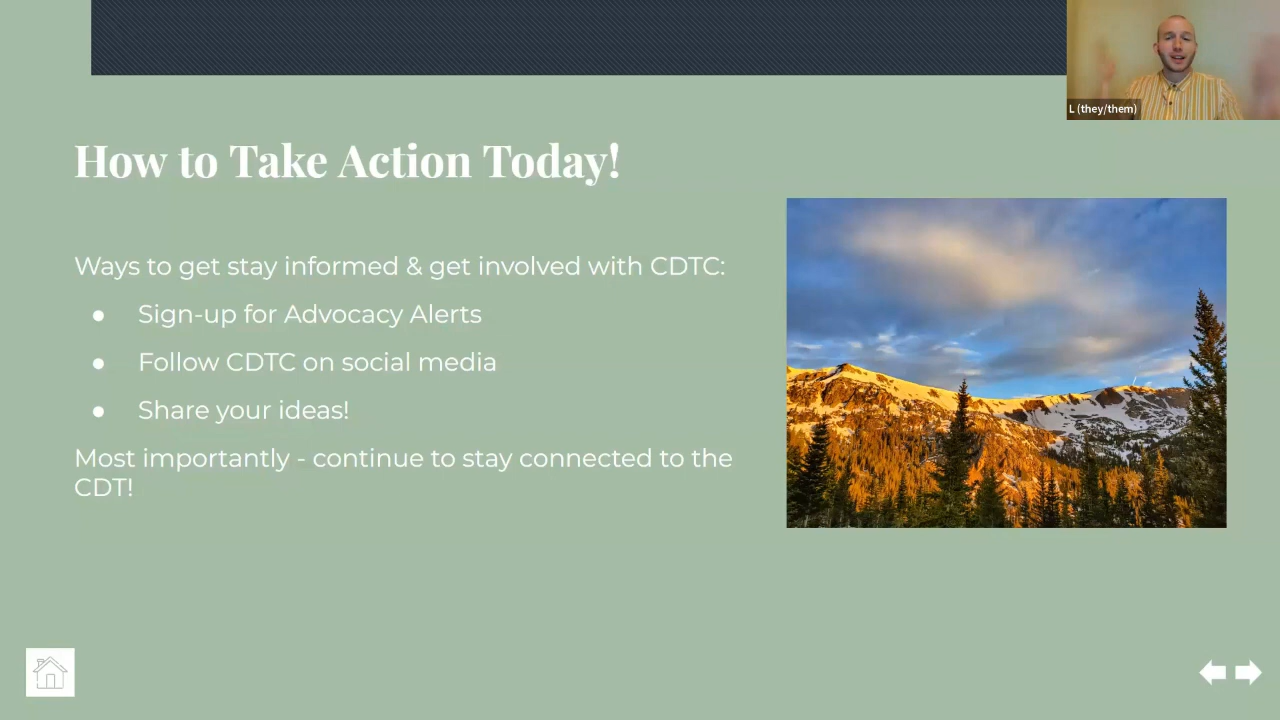 L (they/them)
How to Take Action Today!
Ways to get stay informed & get involved with CDTC:
● Sign-up for Advocacy Alerts
● Follow CDTC on social media
● Share your ideas!
Most importantly - continue to stay connected to the
CDT!